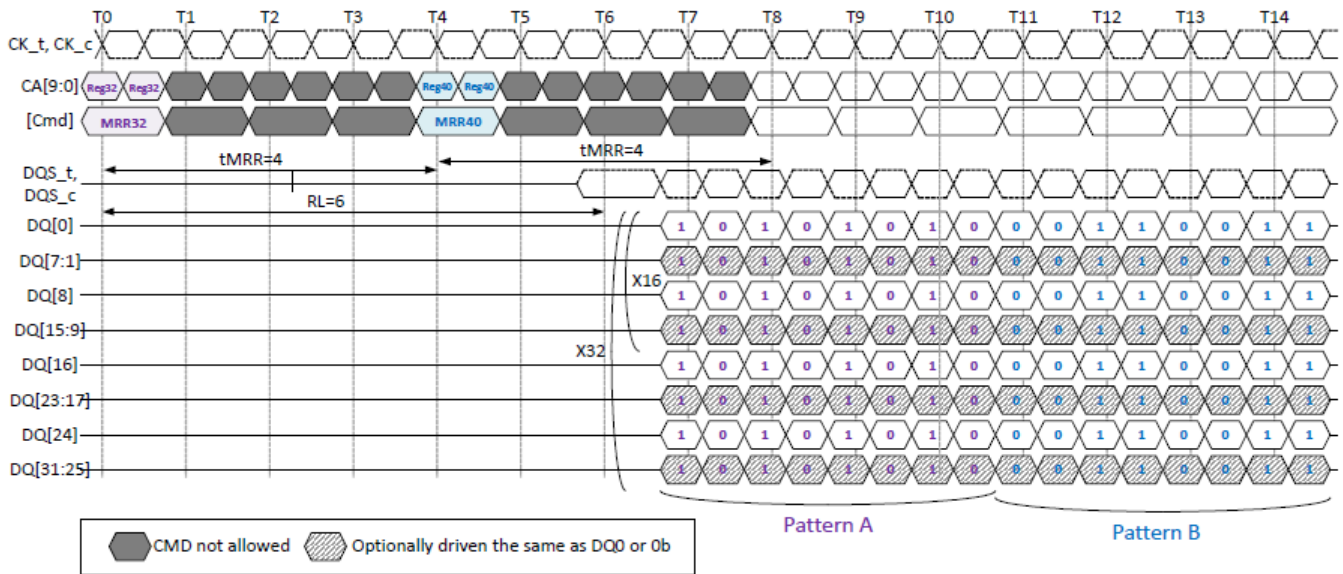 T0 T1 T2 T3 T4 T5 T6 T7 T8 T9 T10 T11 T12 T13 T14
CK_t, CK_c
CA[9:0] Reg32 Reg32 Reg40 Reg40
[Cmd] MRR32 MRR40
tMRR=4 tMRR=4
DQS_t,
DQS_c
RL=6
DQ[0] 1 0 1 0 1 0 1 0 0 0 1 1 0 0 1 1
DQ[7:1] 1 0 1 0 1 0 1 0 0 0 1 1 0 0 1 1
X16
DQ[8] 1 0 1 0 1 0 1 0 0 0 1 1 0 0 1 1
DQ[15:9] 1 0 1 0 1 0 1 0 0 0 1 1 0 0 1 1
X32
DQ[16] 1 0 1 0 1 0 1 0 0 0 1 1 0 0 1 1
DQ[23:17] 1 0 1 0 1 0 1 0 0 0 1 1 0 0 1 1
DQ[24] 1 0 1 0 1 0 1 0 0 0 1 1 0 0 1 1
DQ[31:25] 1 0 1 0 1 0 1 0 0 0 1 1 0 0 1 1
Pattern A Pattern B
CMD not allowed Optionally driven the same as DQ0 or 0b